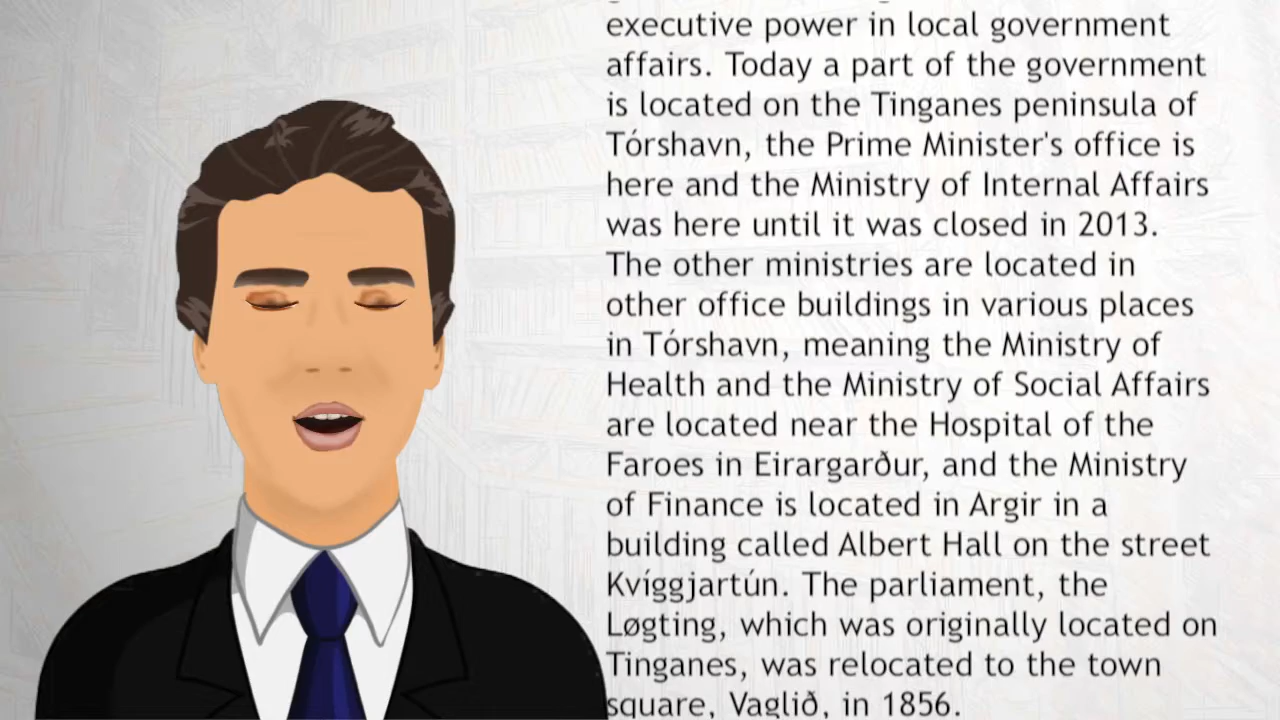 executive power in local government
affairs. Today a part of the government
is located on the Tinganes peninsula of
Tórshavn, the Prime Minister's office is
here and the Ministry of Internal Affairs
was here until it was closed in 2013.
The other ministries are located in
other office buildings in various places
in Tórshavn, meaning the Ministry of
Health and the Ministry of Social Affairs
are located near the Hospital of the
Faroes in Eirargarður, and the Ministry
of Finance is located in Argir in a
building called Albert Hall on the street
Kvíggjartún. The parliament, the
Løgting, which was originally located on
Tinganes, was relocated to the town
square, Vaglið, in 1856.